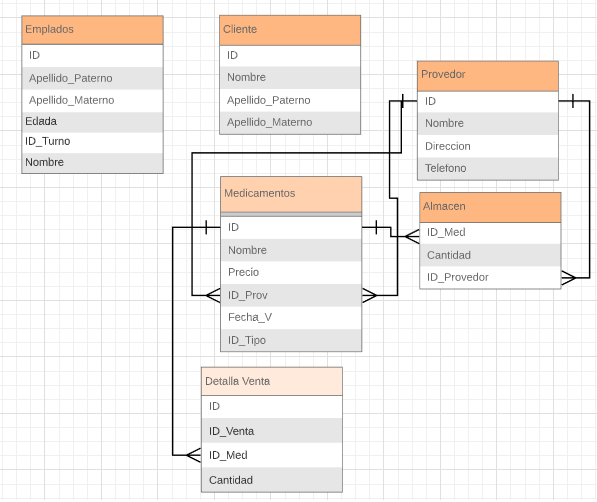 Emplados
ID
Apellido_Paterno
Apellido_Materno
Edada
ID_Turno
Nombre
Cliente
ID
Nombre
Apellido_Paterno
Apellido_Materno
Provedor
ID
Nombre
Direccion
Telefono
Medicamentos
ID
Nombre
Precio
ID_Prov
Fecha_V
ID_Tipo
Almacen
ID_Med
Cantidad
ID_Provedor
Detalla Venta
ID
ID_Venta
ID_Med
Cantidad